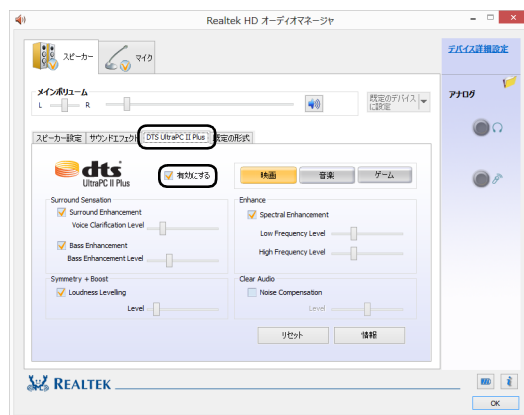 Realtek HD オーディオマネージャ
スピーカー
マイク
デバイス詳細設定
メインボリューム
L R
既定のデバイス
に設定
アナログ
スピーカー設定 サウンドエフェクト DTS UltraPC II Plus 既定の形式
dts
UltraPC II Plus
有効にする
映画 音楽 ゲーム
Surround Sensation
Surround Enhancement
Voice Clarification Level
Bass Enhancement
Bass Enhancement Level
Enhance
Spectral Enhancement
Low Frequency Level
High Frequency Level
Symmetry + Boost
Loudness Levelling
Level
Clear Audio
Noise Compensation
Level
リセット 情報
REALTEK
OK